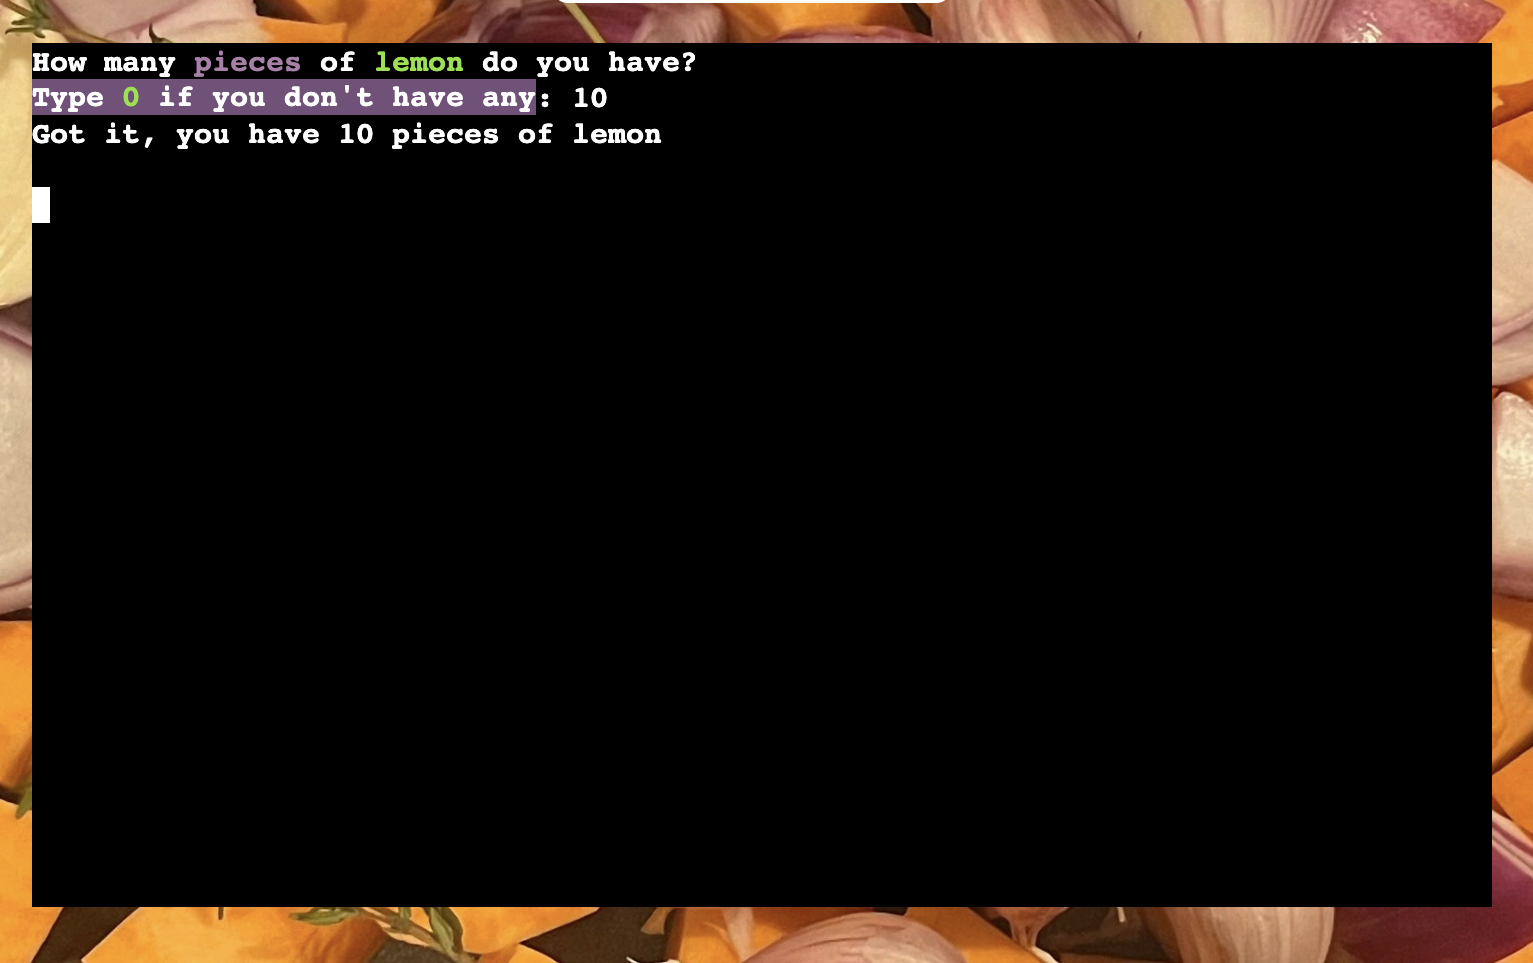 How many pieces of lemon do you have?
Type 0 if you don't have any: 10
Got it, you have 10 pieces of lemon